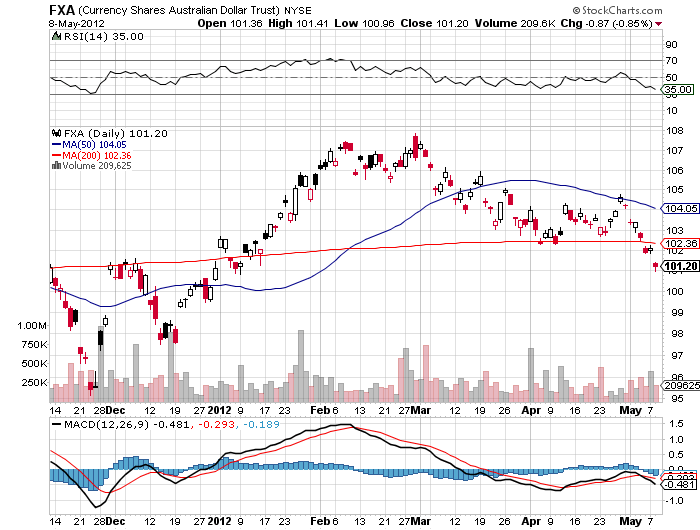 FXA (Currency Shares Australian Dollar Trust) NYSE © StockCharts.com
8-May-2012 Open 101.36 High 101.41 Low 100.96 Close 101.20 Volume 209.6K Chg -0.87 (-0.85%)
RSI(14) 35.00
90
70
50
35.00
30
10
FXA (Daily) 101.20
MA(50) 104.05
MA(200) 102.36
Volume 209,625
108
107
106
105
104.05
103
102.36
102
101.20
100
99
98
97
96
95
1.00M
750K
500K
250K
209625
14 21 28 Dec 12 19 27 2012 9 17 23 Feb 6 13 21 27 Mar 12 19 26 Apr 9 16 23 May 7
MACD(12,26,9) -0.481, -0.293, -0.189
1.5
1.0
0.5
0.0
-0.481
-1.0
14 21 28 Dec 12 19 27 2012 9 17 23 Feb 6 13 21 27 Mar 12 19 26 Apr 9 16 23 May 7